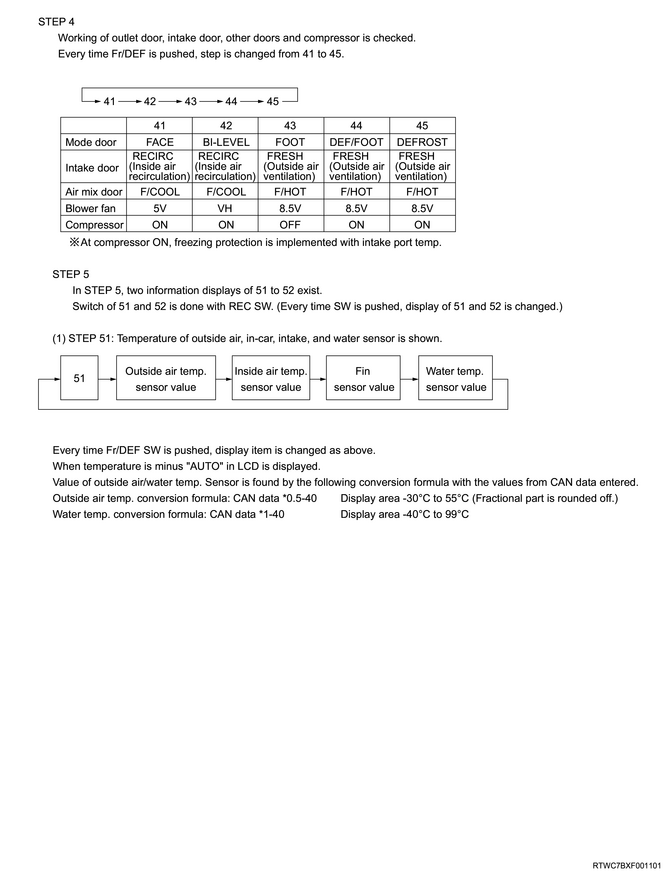 STEP 4
Working of outlet door, intake door, other doors and compressor is checked.
Every time Fr/DEF is pushed, step is changed from 41 to 45.
41 42 43 44 45
41 42 43 44 45
Mode door FACE BI-LEVEL FOOT DEF/FOOT DEFROST
Intake door RECIRC (Inside air recirculation) RECIRC (Inside air recirculation) FRESH (Outside air ventilation) FRESH (Outside air ventilation) FRESH (Outside air ventilation)
Air mix door F/COOL F/COOL F/HOT F/HOT F/HOT
Blower fan 5V VH 8.5V 8.5V 8.5V
Compressor ON ON OFF ON ON
※At compressor ON, freezing protection is implemented with intake port temp.
STEP 5
In STEP 5, two information displays of 51 to 52 exist.
Switch of 51 and 52 is done with REC SW. (Every time SW is pushed, display of 51 and 52 is changed.)
(1) STEP 51: Temperature of outside air, in-car, intake, and water sensor is shown.
51
Outside air temp.
sensor value
Inside air temp.
sensor value
Fin
sensor value
Water temp.
sensor value
Every time Fr/DEF SW is pushed, display item is changed as above.
When temperature is minus "AUTO" in LCD is displayed.
Value of outside air/water temp. Sensor is found by the following conversion formula with the values from CAN data entered.
Outside air temp. conversion formula: CAN data *0.5-40 Display area -30°C to 55°C (Fractional part is rounded off.)
Water temp. conversion formula: CAN data *1-40 Display area -40°C to 99°C
RTWC7BXF001101